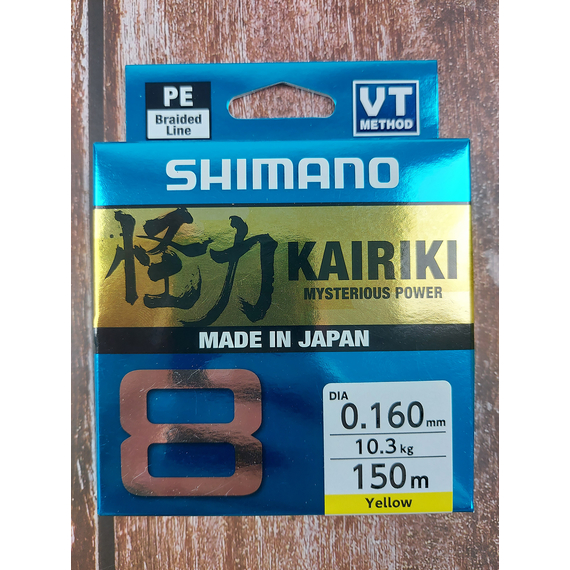 PE
Braided
Line
VT
METHOD
SHIMANO
怪力 KAIRIKI
MYSTERIOUS POWER
MADE IN JAPAN
8
DIA
0.160mm
10.3kg
150m
Yellow